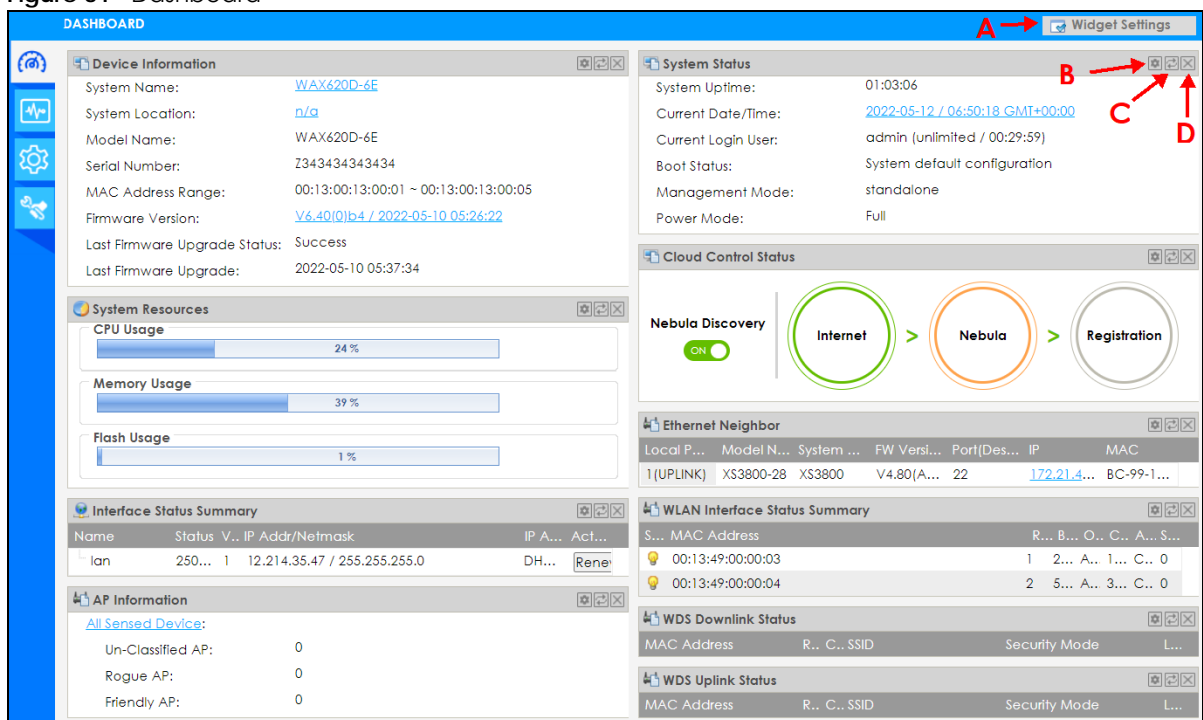 DASHBOARD
A
Widget Settings
Device Information
System Name: WAX620D-6E
System Location: n/a
Model Name: WAX620D-6E
Serial Number: Z343434343434
MAC Address Range: 00:13:00:13:00:01 ~ 00:13:00:13:00:05
Firmware Version: V6.40(0)b4 / 2022-05-10 05:26:22
Last Firmware Upgrade Status: Success
Last Firmware Upgrade: 2022-05-10 05:37:34
System Resources
CPU Usage
24 %
Memory Usage
39 %
Flash Usage
1 %
Interface Status Summary
Name Status V... IP Addr/Netmask IP A... Act...
lan 250... 1 12.214.35.47 / 255.255.255.0 DH...
AP Information
All Sensed Device:
Un-Classified AP: 0
Rogue AP: 0
Friendly AP: 0
System Status
B
C
D
System Uptime: 01:03:06
Current Date/Time: 2022-05-12 / 06:50:18 GMT+00:00
Current Login User: admin (unlimited / 00:29:59)
Boot Status: System default configuration
Management Mode: standalone
Power Mode: Full
Cloud Control Status
Nebula Discovery
ON
Internet > Nebula > Registration
Ethernet Neighbor
Local P... Model N... System ... FW Versi... Port(Des... IP MAC
1(UPLINK) XS3800-28 XS3800 V4.80(A... 22 172.21.4... BC-99-1...
WLAN Interface Status Summary
S... MAC Address R... B... O.. C.. A... S...
00:13:49:00:00:03 1 2... A.. 1... C.. 0
00:13:49:00:00:04 2 5... A.. 3... C.. 0
WDS Downlink Status
MAC Address R.. C.. SSID Security Mode L...
WDS Uplink Status
MAC Address R.. C.. SSID Security Mode L...